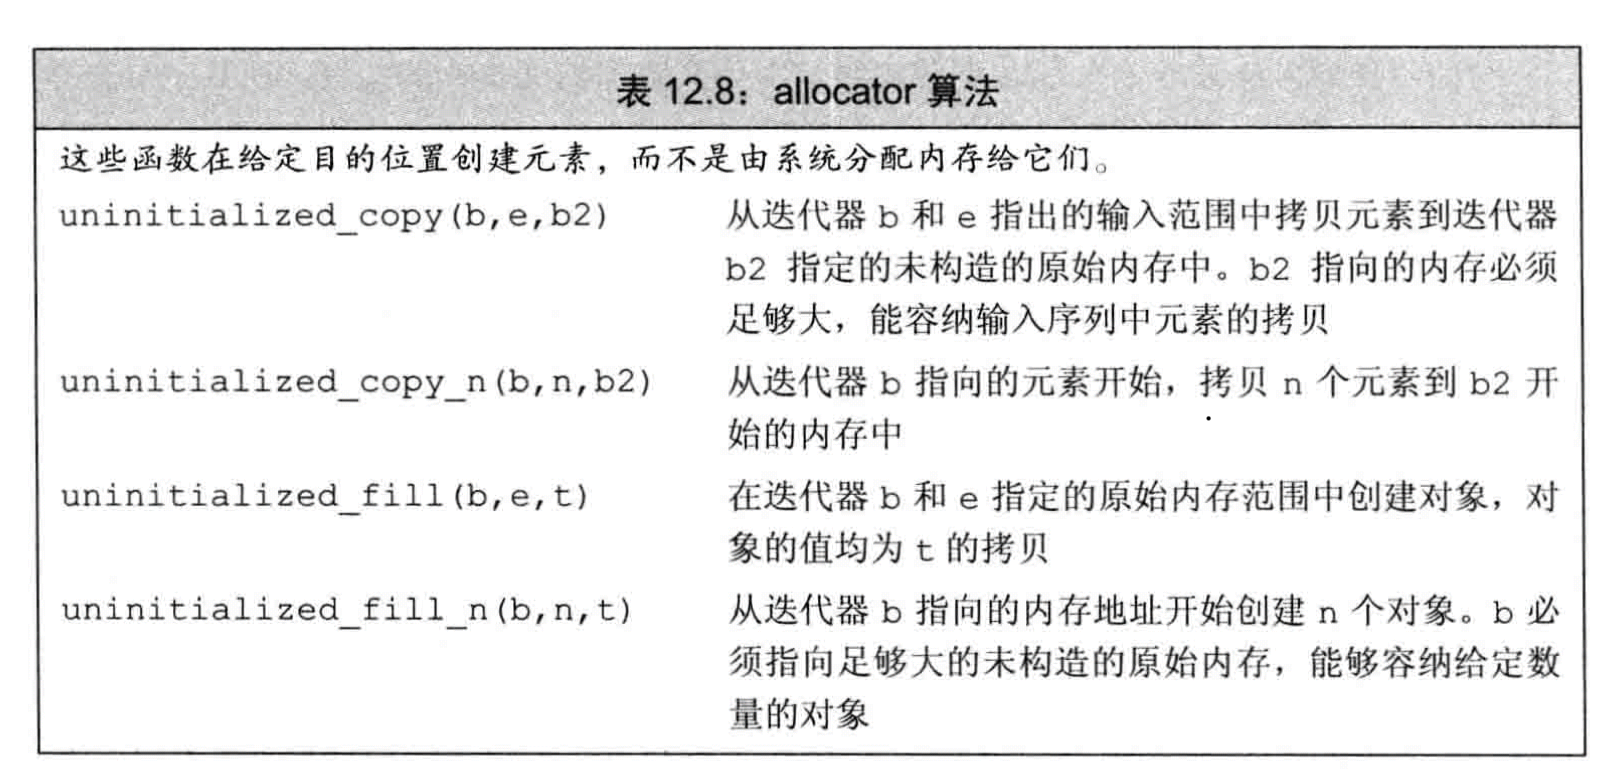 表 12.8：allocator 算法
这些函数在给定目的位置创建元素，而不是由系统分配内存给它们。
uninitialized_copy(b,e,b2) 从迭代器 b 和 e 指出的输入范围中拷贝元素到迭代器
b2 指定的未构造的原始内存中。b2 指向的内存必须
足够大，能容纳输入序列中元素的拷贝
uninitialized_copy_n(b,n,b2) 从迭代器 b 指向的元素开始，拷贝 n 个元素到 b2 开
始的内存中
uninitialized_fill(b,e,t) 在迭代器 b 和 e 指定的原始内存范围中创建对象，对
象的值均为 t 的拷贝
uninitialized_fill_n(b,n,t) 从迭代器 b 指向的内存地址开始创建 n 个对象。b 必
须指向足够大的未构造的原始内存，能够容纳给定数
量的对象